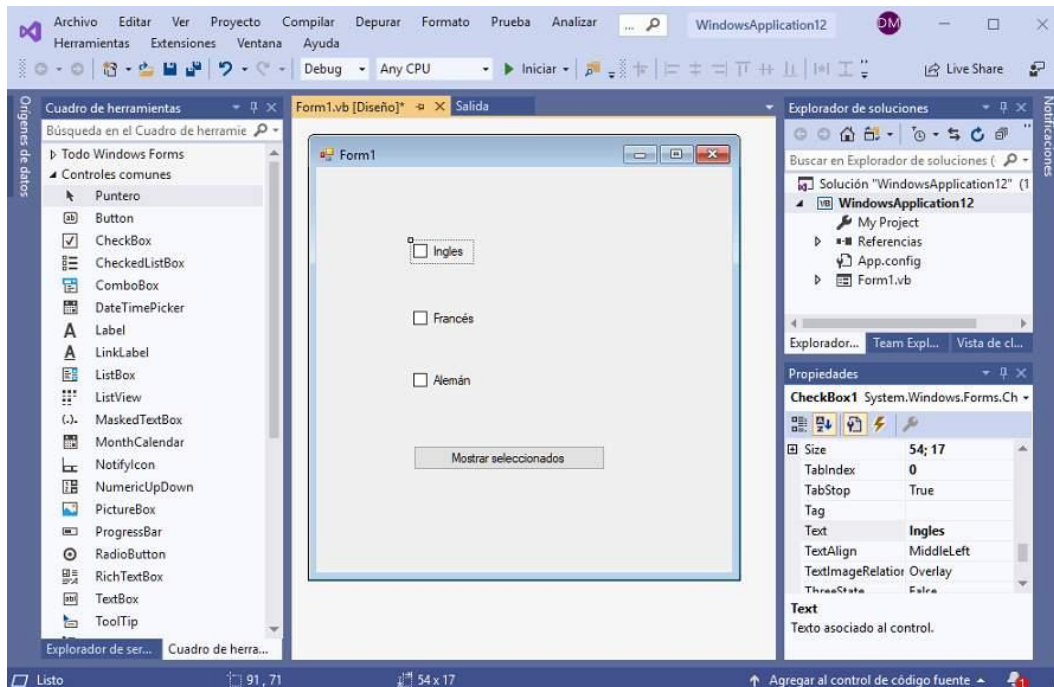 Archivo Editar Ver Proyecto Compilar Depurar Formato Prueba Analizar ... WindowsApplication12 DM
Herramientas Extensiones Ventana Ayuda
Debug Any CPU Iniciar Live Share
Orígenes de datos
Cuadro de herramientas
Búsqueda en el Cuadro de herramie
Todo Windows Forms
Controles comunes
Puntero
Button
CheckBox
CheckedListBox
ComboBox
DateTimePicker
Label
LinkLabel
ListBox
ListView
MaskedTextBox
MonthCalendar
NotifyIcon
NumericUpDown
PictureBox
ProgressBar
RadioButton
RichTextBox
TextBox
ToolTip
Explorador de ser... Cuadro de herra...
Form1.vb [Diseño]* Salida
Form1
Ingles
Francés
Alemán
Mostrar seleccionados
Explorador de soluciones
Buscar en Explorador de soluciones (
Solución "WindowsApplication12" (1
WindowsApplication12
My Project
Referencias
App.config
Form1.vb
Explorador... Team Expl... Vista de cl...
Propiedades
CheckBox1 System.Windows.Forms.Ch
Size 54; 17
TabIndex 0
TabStop True
Tag
Text Ingles
TextAlign MiddleLeft
TextImageRelation Overlay
ThreeState False
Text
Texto asociado al control.
Notificaciones
Listo 91 , 71 54 x 17 Agregar al control de código fuente 1